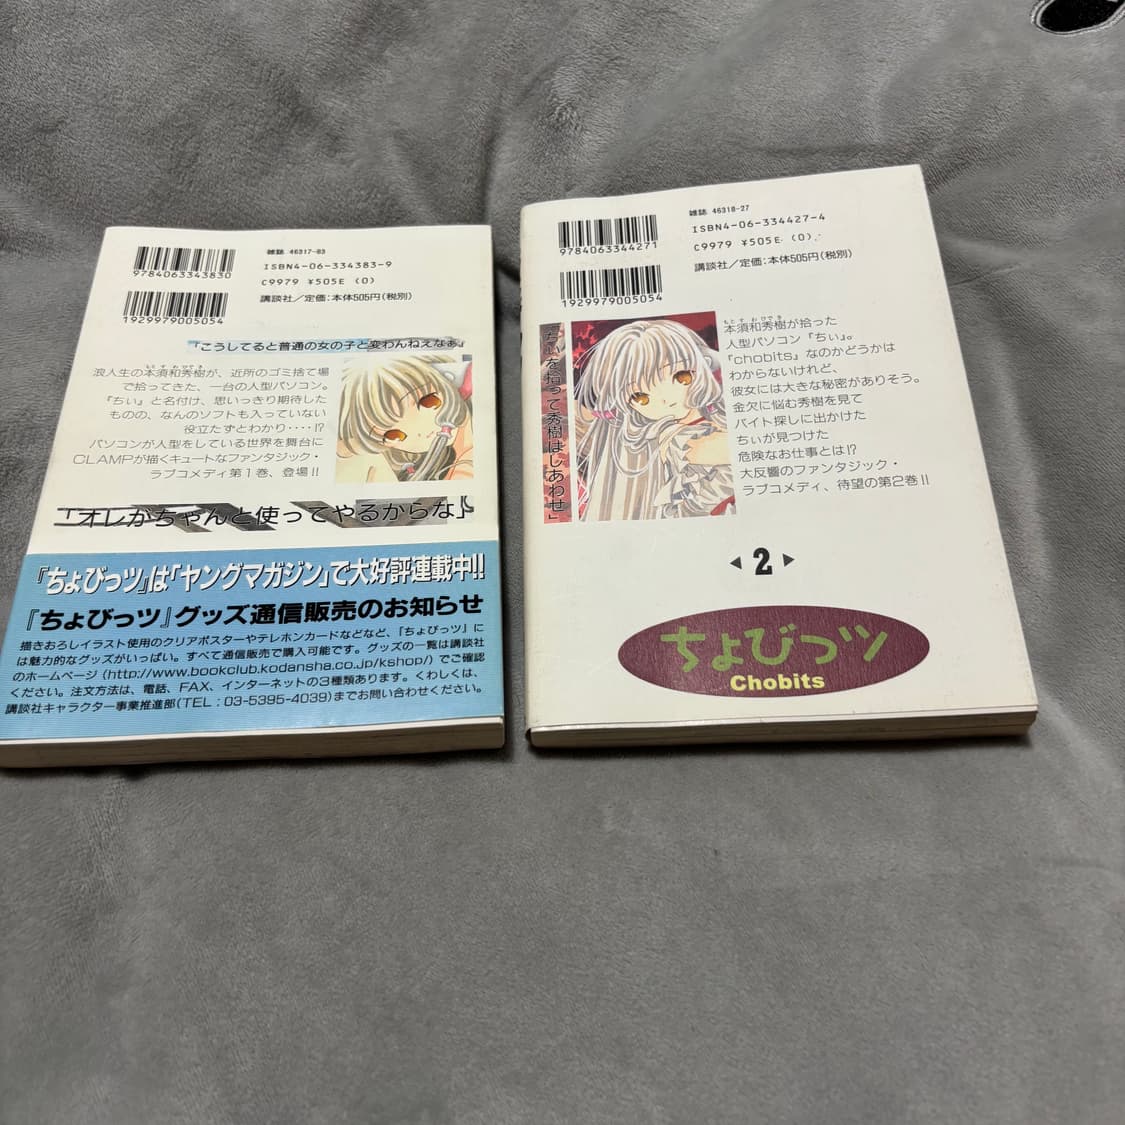 雑誌 46317-83
ISBN4-06-334383-9
C9979 ¥505E (0)
講談社／定価:本体505円(税別)
9784063343830
1929979005054
「こうしてると普通の女の子と変わんねえなあ」
もと す わ ひで き
浪人生の本須和秀樹が、近所のゴミ捨て場
で拾ってきた、一台の人型パソコン。
『ちぃ』と名付け、思いっきり期待した
ものの、なんのソフトも入っていない
役立たずとわかり‥‥!?
パソコンが人型をしている世界を舞台に
CLAMPが描くキュートなファンタジック・
ラブコメディ第1巻、登場!!
「オレがちゃんと使ってやるからな」
『ちょびっツ』は「ヤングマガジン」で大好評連載中!!
『ちょびっツ』グッズ通信販売のお知らせ
描きおろしイラスト使用のクリアポスターやテレホンカードなどなど、『ちょびっツ』に
は魅力的なグッズがいっぱい。すべて通信販売で購入可能です。グッズの一覧は講談社
のホームページ(http://www.bookclub.kodansha.co.jp/kshop/)でご確認
ください。注文方法は、電話、FAX、インターネットの3種類あります。くわしくは、
講談社キャラクター事業推進部(TEL:03-5395-4039)までお問い合わせください。
雑誌 46318-27
ISBN4-06-334427-4
C9979 ¥505E (0)
講談社／定価:本体505円(税別)
9784063344271
1929979005054
「ちぃを拾って秀樹はしあわせ」
もと す わ ひで き
本須和秀樹が拾った
人型パソコン『ちぃ』。
『chobits』なのかどうかは
わからないけれど、
彼女には大きな秘密がありそう。
金欠に悩む秀樹を見て
バイト探しに出かけた
ちぃが見つけた
危険なお仕事とは!?
大反響のファンタジック・
ラブコメディ、待望の第2巻!!
2
ちょびっツ
Chobits